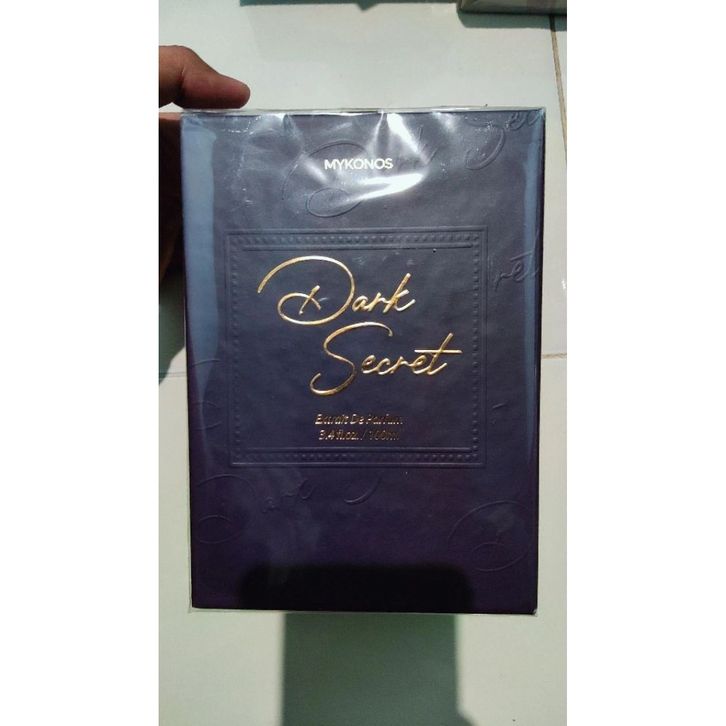 MYKONOS
Dark
Secret
Extrait De Parfum
3.4 fl.oz. / 100ml